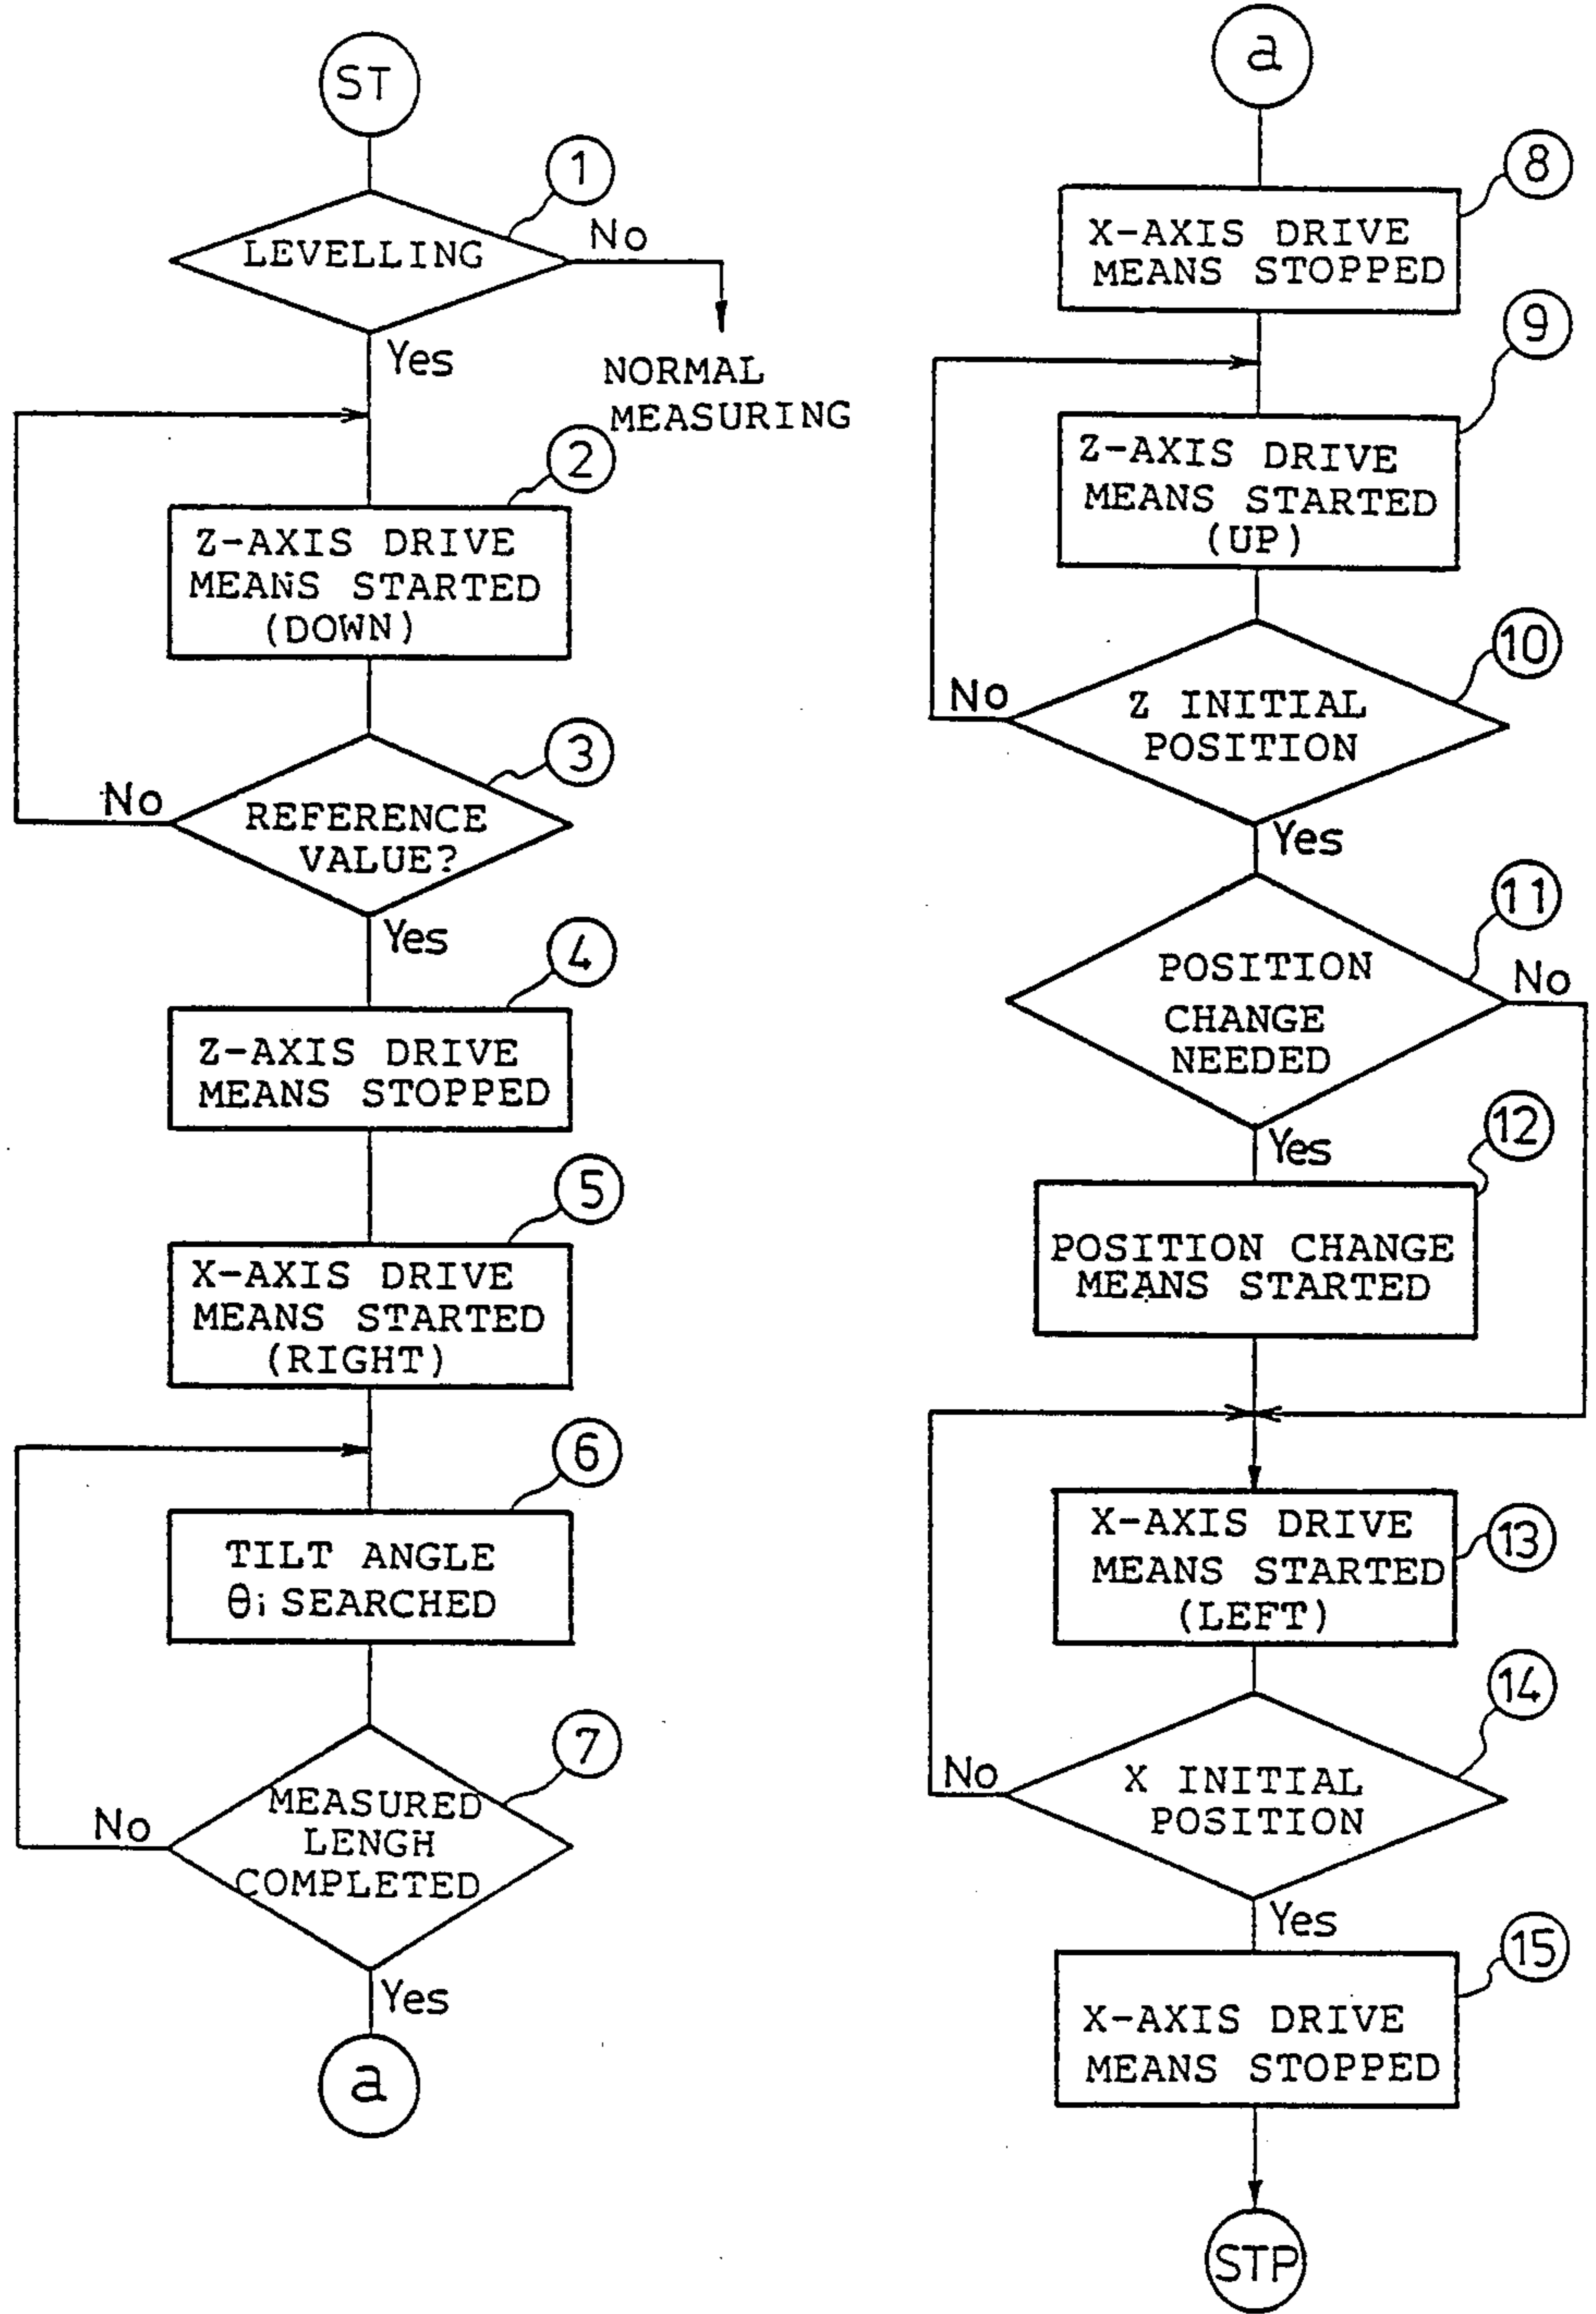 ST
1
LEVELLING
No
Yes
NORMAL
MEASURING
2
Z-AXIS DRIVE
MEANS STARTED
(DOWN)
3
No
REFERENCE
VALUE?
Yes
4
Z-AXIS DRIVE
MEANS STOPPED
5
X-AXIS DRIVE
MEANS STARTED
(RIGHT)
6
TILT ANGLE
θi SEARCHED
7
MEASURED
No
LENGH
COMPLETED
Yes
a
a
8
X-AXIS DRIVE
MEANS STOPPED
9
Z-AXIS DRIVE
MEANS STARTED
(UP)
10
No
Z INITIAL
POSITION
Yes
11
POSITION
No
CHANGE
NEEDED
12
Yes
POSITION CHANGE
MEANS STARTED
X-AXIS DRIVE
13
MEANS STARTED
(LEFT)
14
No
X INITIAL
POSITION
Yes
15
X-AXIS DRIVE
MEANS STOPPED
STP